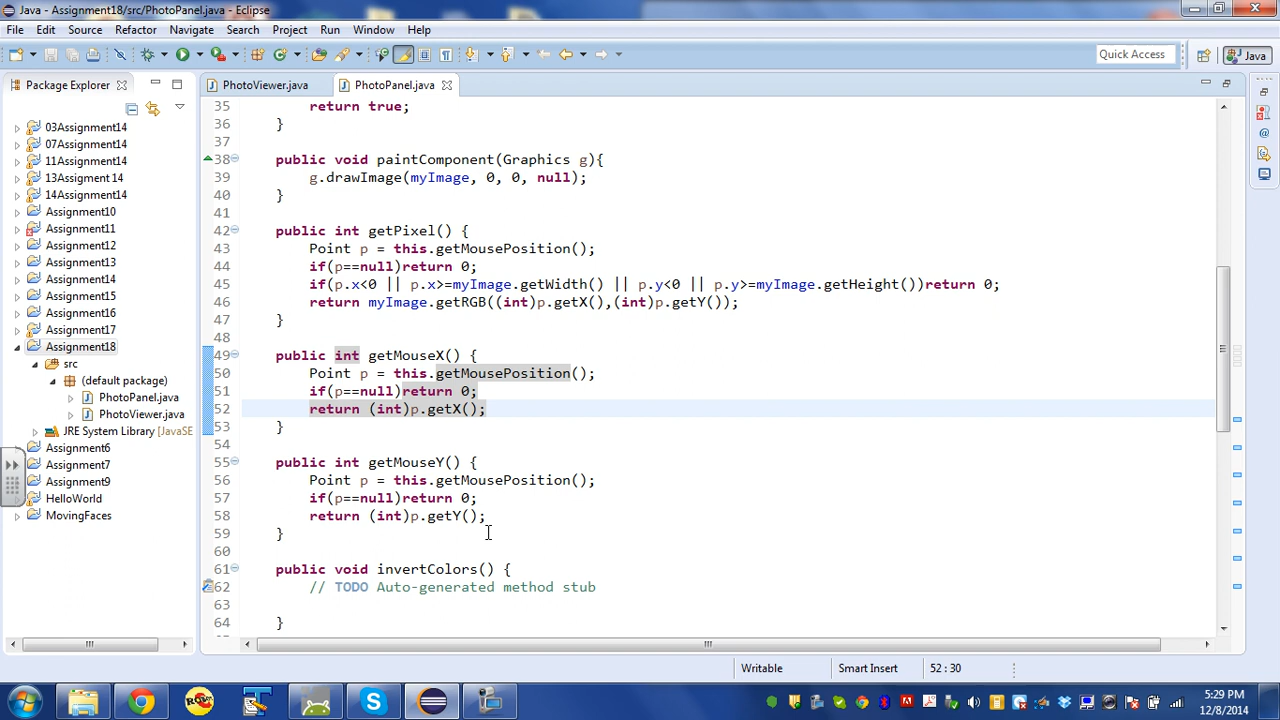 Java - Assignment18/src/PhotoPanel.java - Eclipse
File Edit Source Refactor Navigate Search Project Run Window Help
Quick Access
Java
Package Explorer
PhotoViewer.java
PhotoPanel.java
03Assignment14
07Assignment14
11Assignment14
13Assignment 14
14Assignment14
Assignment10
Assignment11
Assignment12
Assignment13
Assignment14
Assignment15
Assignment16
Assignment17
Assignment18
src
(default package)
PhotoPanel.java
PhotoViewer.java
JRE System Library [JavaSE
Assignment6
Assignment7
Assignment9
HelloWorld
MovingFaces
35 return true;
36 }
37
38 public void paintComponent(Graphics g){
39 g.drawImage(myImage, 0, 0, null);
40 }
41
42 public int getPixel() {
43 Point p = this.getMousePosition();
44 if(p==null)return 0;
45 if(p.x<0 || p.x>=myImage.getWidth() || p.y<0 || p.y>=myImage.getHeight())return 0;
46 return myImage.getRGB((int)p.getX(),(int)p.getY());
47 }
48
49 public int getMouseX() {
50 Point p = this.getMousePosition();
51 if(p==null)return 0;
52 return (int)p.getX();
53 }
54
55 public int getMouseY() {
56 Point p = this.getMousePosition();
57 if(p==null)return 0;
58 return (int)p.getY();
59 }
60
61 public void invertColors() {
62 // TODO Auto-generated method stub
63
64 }
Writable
Smart Insert
52 : 30
5:29 PM
12/8/2014